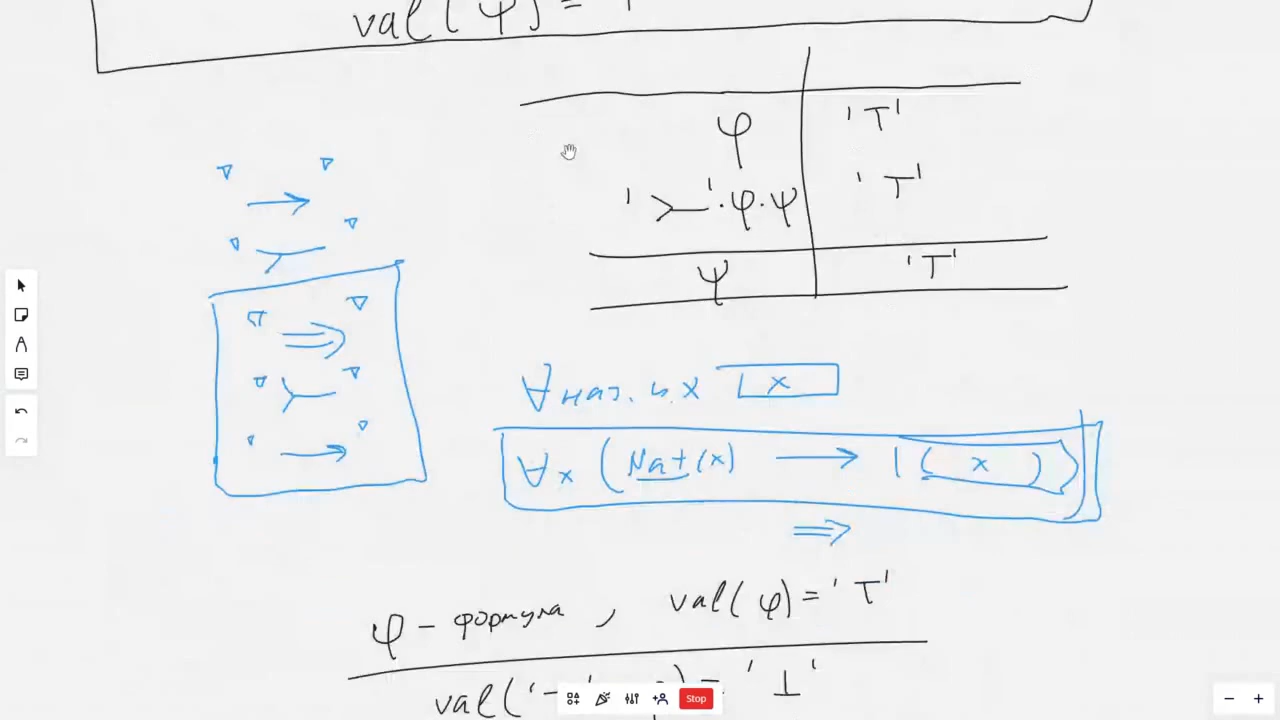 val(ψ) =
φ 'T'
'>—'·φ·ψ 'T'
ψ 'T'
→
⇒
→
∀ нат. ч. x x
∀x (Nat(x) → ( x ))
⇒
φ – формула, val(φ) = 'T'
val('– ) = '⊥'
Stop